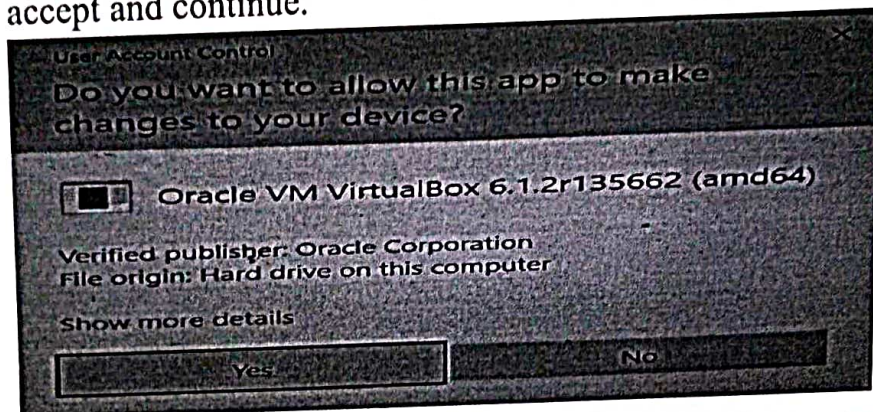 accept and continue.
User Account Control
Do you want to allow this app to make
changes to your device?
Oracle VM VirtualBox 6.1.2r135662 (amd64)
Verified publisher: Oracle Corporation
File origin: Hard drive on this computer
Show more details
Yes
No